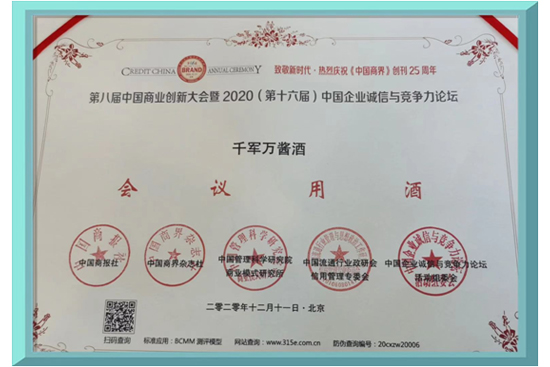 CREDIT CHINA BRAND ANNUAL CEREMONY
致敬新时代·热烈庆祝《中国商界》创刊25周年
第八届中国商业创新大会暨2020(第十六届)中国企业诚信与竞争力论坛
千军万酱酒
会议用酒
中国商报社 中国商界杂志社 中国管理科学研究院 中国流通行业政研会 中国企业诚信与竞争力论坛
商业模式研究所 信用管理专委会 活动组委会
二零二零年十二月十一日·北京
扫码查询 标准应用:BCMM 测评模型 网站查询:www.315e.com.cn 防伪查询编号:20cxzw20006